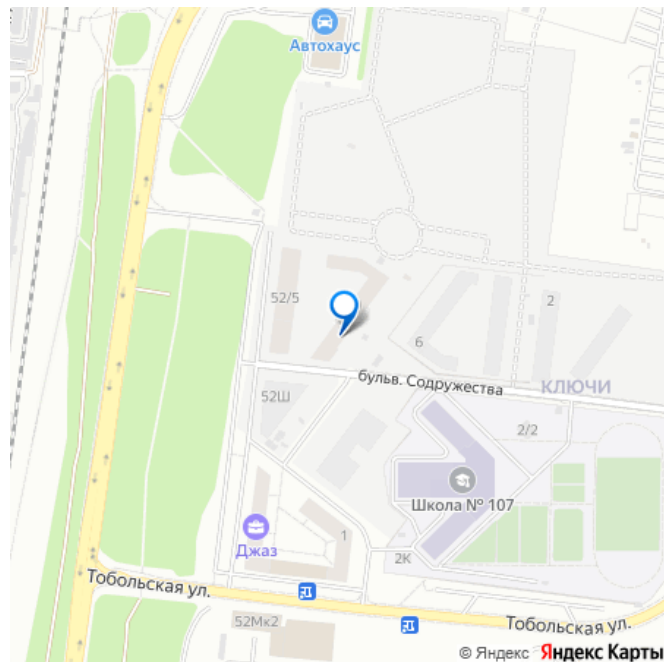 Автохаус
52/5
2
6
бульв. Содружества
КЛЮЧИ
52Ш
2/2
Школа № 107
1
Джаз
2К
Тобольская ул.
52Мк2
Тобольская ул.
© Яндекс Яндекс Карты